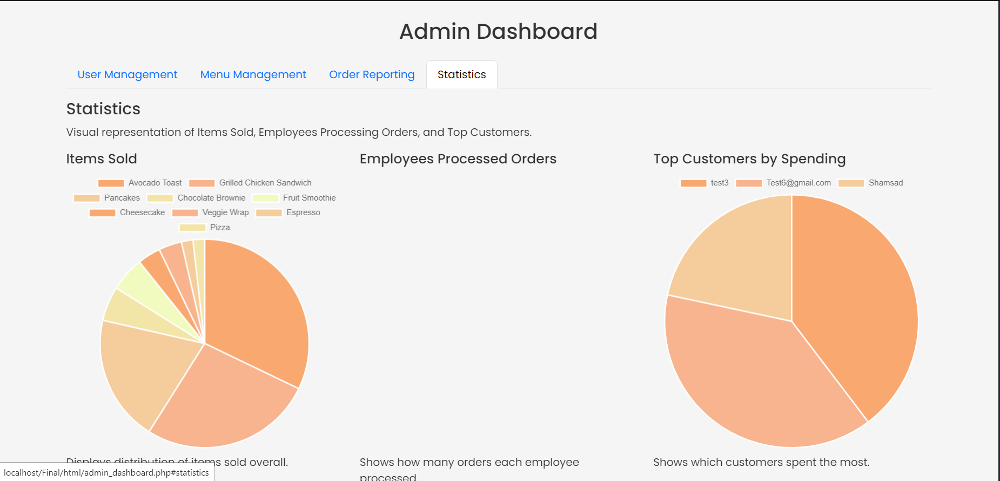 Admin Dashboard
User Management Menu Management Order Reporting Statistics
Statistics
Visual representation of Items Sold, Employees Processing Orders, and Top Customers.
Items Sold
Avocado Toast Grilled Chicken Sandwich
Pancakes Chocolate Brownie Fruit Smoothie
Cheesecake Veggie Wrap Espresso
Pizza
Displays distribution of items sold overall.
Employees Processed Orders
Shows how many orders each employee
processed.
Top Customers by Spending
test3 Test6@gmail.com Shamsad
Shows which customers spent the most.
localhost/Final/html/admin_dashboard.php#statistics